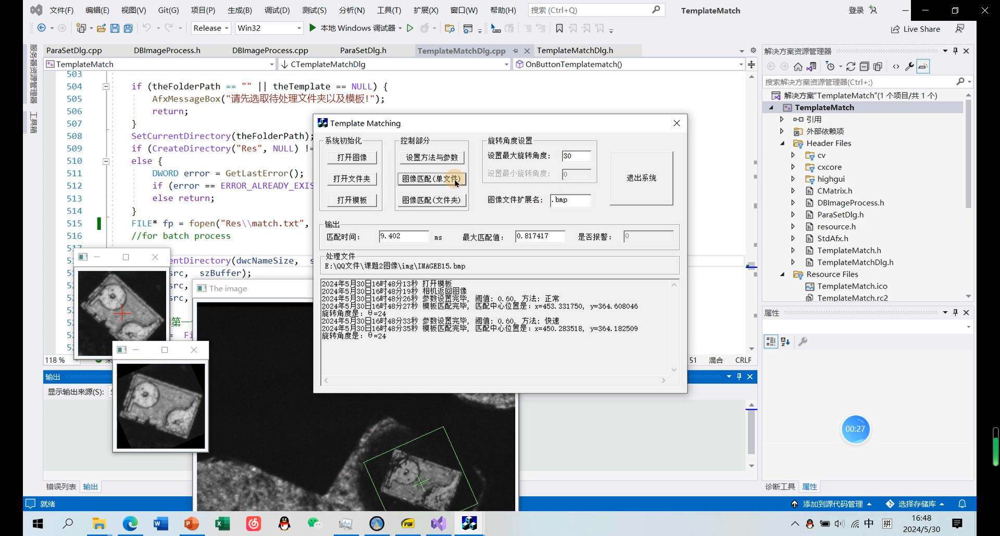 文件(F) 编辑(E) 视图(V) Git(G) 项目(P) 生成(B) 调试(D) 测试(S) 分析(N) 工具(T) 扩展(X) 窗口(W) 帮助(H) 搜索 (Ctrl+Q) TemplateMatch 登录
Release Win32 本地 Windows 调试器 Live Share
ParaSetDlg.cpp DBImageProcess.h DBImageProcess.cpp ParaSetDlg.h TemplateMatchDlg.cpp TemplateMatchDlg.h
TemplateMatch CTemplateMatchDlg OnButtonTemplatematch()
服务器资源管理器
工具箱
503
504 if (theFolderPath == "" || theTemplate == NULL) {
505 AfxMessageBox("请先选取待处理文件夹以及模板!");
506 return;
507 }
508 SetCurrentDirectory(theFolderPath);
509 if (CreateDirectory("Res", NULL) !=
510 else {
511 DWORD error = GetLastError();
512 if (error == ERROR_ALREADY_EXIS
513 else return;
514 }
515 FILE* fp = fopen("Res\\match.txt",
516 //for batch process
517
entDirectory(dwcNameSize, s
src, szBuffer);
src,
src,
第一
= Fi
118 %
51 混合 CRLF
Template Matching
系统初始化
打开图像
打开文件夹
打开模板
控制部分
设置方法与参数
图像匹配(单文件)
图像匹配(文件夹)
旋转角度设置
设置最大旋转角度: 30
设置最小旋转角度: 0
图像文件扩展名: .bmp
退出系统
输出
匹配时间: 9.402 ms 最大匹配值: 0.817417 是否报警: 0
处理文件
E:\QQ文件\课题2图像\img\IMAGEB15.bmp
2024年5月30日16时48分13秒 打开模板
2024年5月30日16时48分19秒 相机返回图像
2024年5月30日16时48分26秒 参数设置完毕, 阈值: 0.60, 方法: 正常
2024年5月30日16时48分27秒 模板匹配完毕, 匹配中心位置是: x=453.331750, y=364.608046
旋转角度是: θ=24
2024年5月30日16时48分33秒 参数设置完毕, 阈值: 0.60, 方法: 快速
2024年5月30日16时48分35秒 模板匹配完毕, 匹配中心位置是: x=450.283518, y=364.182509
旋转角度是: θ=24
The image
输出
显示输出来源(S):
错误列表 输出
解决方案资源管理器
搜索解决方案资源管理器(Ctrl+;)
解决方案"TemplateMatch"(1 个项目/共 1 个)
TemplateMatch
引用
外部依赖项
Header Files
cv
cxcore
highgui
CMatrix.h
DBImageProcess.h
ParaSetDlg.h
resource.h
StdAfx.h
TemplateMatch.h
TemplateMatchDlg.h
Resource Files
TemplateMatch.ico
TemplateMatch.rc2
属性
00:27
诊断工具 属性
就绪 添加到源代码管理 选择存储库
PDF
中 拼 16:48
2024/5/30